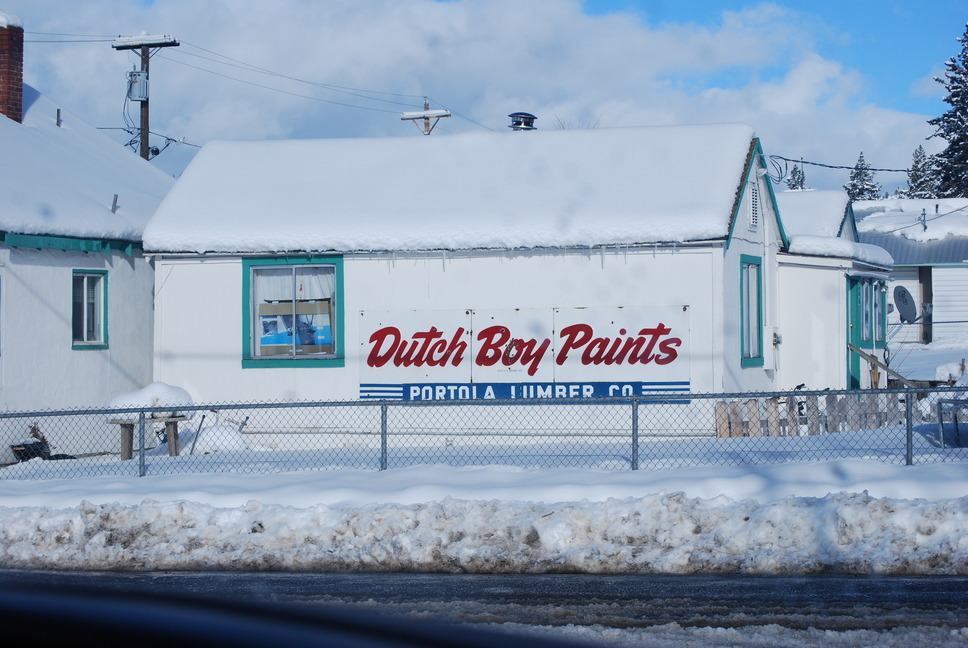 Dutch Boy Paints
PORTOLA LUMBER CO.